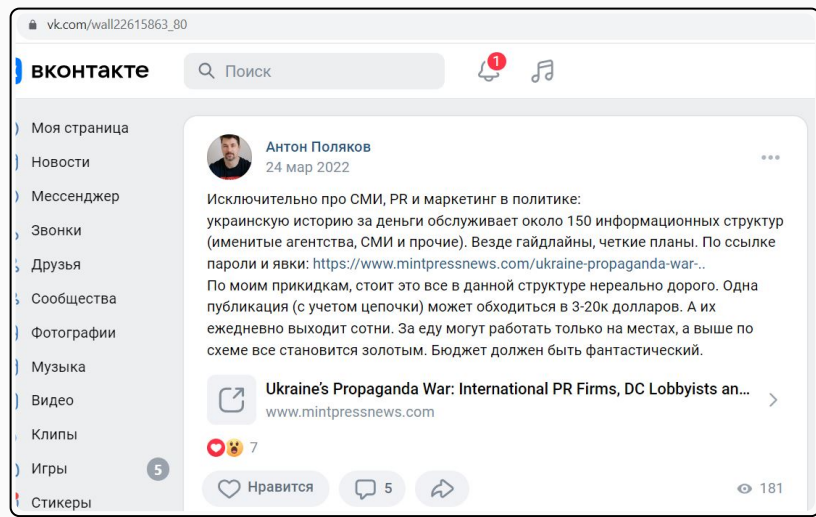 vk.com/wall22615863_80
вконтакте
Поиск
1
Моя страница
Новости
Мессенджер
Звонки
Друзья
Сообщества
Фотографии
Музыка
Видео
Клипы
Игры
5
Стикеры
Антон Поляков
24 мар 2022
Исключительно про СМИ, PR и маркетинг в политике:
украинскую историю за деньги обслуживает около 150 информационных структур
(именитые агентства, СМИ и прочие). Везде гайдлайны, четкие планы. По ссылке
пароли и явки: https://www.mintpressnews.com/ukraine-propaganda-war-..
По моим прикидкам, стоит это все в данной структуре нереально дорого. Одна
публикация (с учетом цепочки) может обходиться в 3-20к долларов. А их
ежедневно выходит сотни. За еду могут работать только на местах, а выше по
схеме все становится золотым. Бюджет должен быть фантастический.
Ukraine’s Propaganda War: International PR Firms, DC Lobbyists an...
www.mintpressnews.com
7
Нравится
5
181